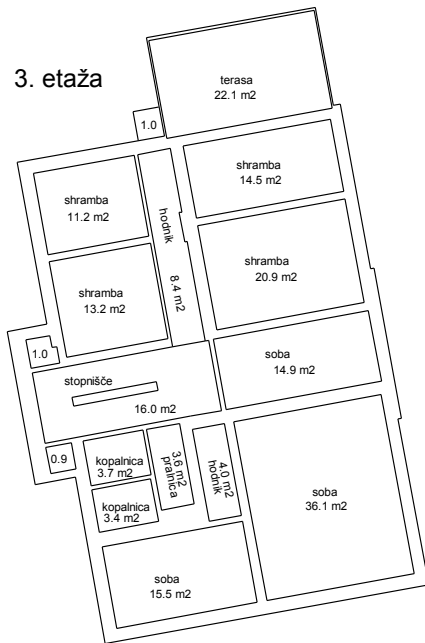 3. etaža
terasa
22.1 m2
1.0
shramba
14.5 m2
shramba
11.2 m2
hodnik
8.4 m2
shramba
20.9 m2
shramba
13.2 m2
1.0
soba
14.9 m2
stopnišče
16.0 m2
0.9
kopalnica
3.7 m2
3.6 m2
pralnica
4.0 m2
hodnik
kopalnica
3.4 m2
soba
36.1 m2
soba
15.5 m2